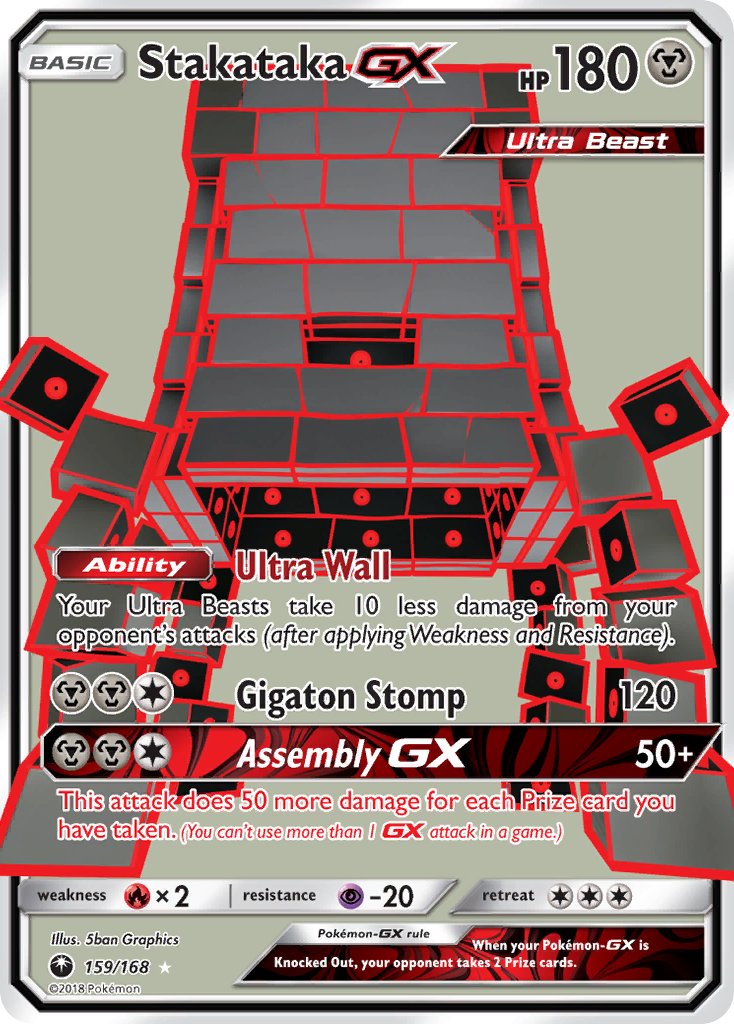 BASIC Stakataka GX HP 180
Ultra Beast
Ability Ultra Wall
Your Ultra Beasts take 10 less damage from your
opponent's attacks (after applying Weakness and Resistance).
Gigaton Stomp 120
Assembly GX 50+
This attack does 50 more damage for each Prize card you
have taken. (You can't use more than 1 GX attack in a game.)
weakness ×2 resistance -20 retreat
Illus. 5ban Graphics
159/168
©2018 Pokémon
Pokémon-GX rule
When your Pokémon-GX is
Knocked Out, your opponent takes 2 Prize cards.